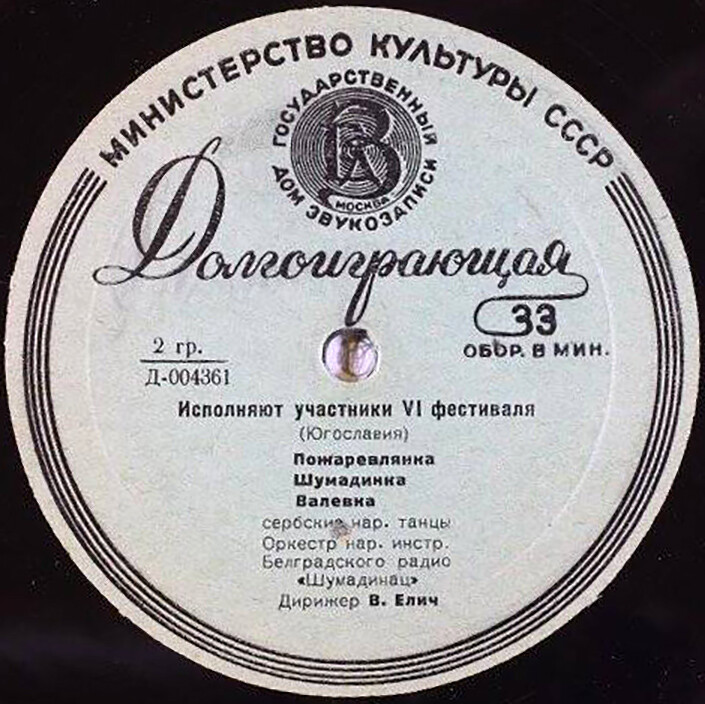 МИНИСТЕРСТВО КУЛЬТУРЫ СССР
ГОСУДАРСТВЕННЫЙ
ДОМ ЗВУКОЗАПИСИ
ДЗ
МОСКВА
Долгоиграющая
33
ОБОР. В МИН.
2 гр.
Д-004361
Исполняют участники VI фестиваля
(Югославия)
Пожаревлянка
Шумадинка
Валевка
сербские нар. танцы
Оркестр нар. инстр.
Белградского радио
«Шумадинац»
Дирижер В. Елич